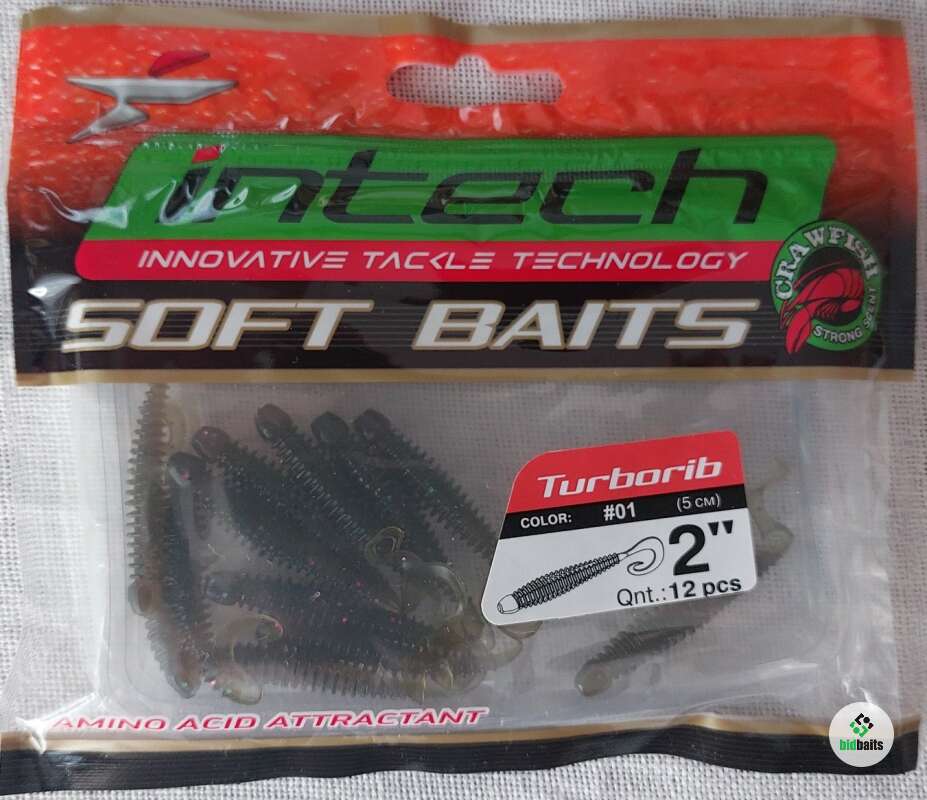 intech
INNOVATIVE TACKLE TECHNOLOGY
CRAWFISH
STRONG SCENT
SOFT BAITS
Turborib
COLOR: #01 (5 см)
2"
Qnt.: 12 pcs
AMINO ACID ATTRACTANT
bidbaits